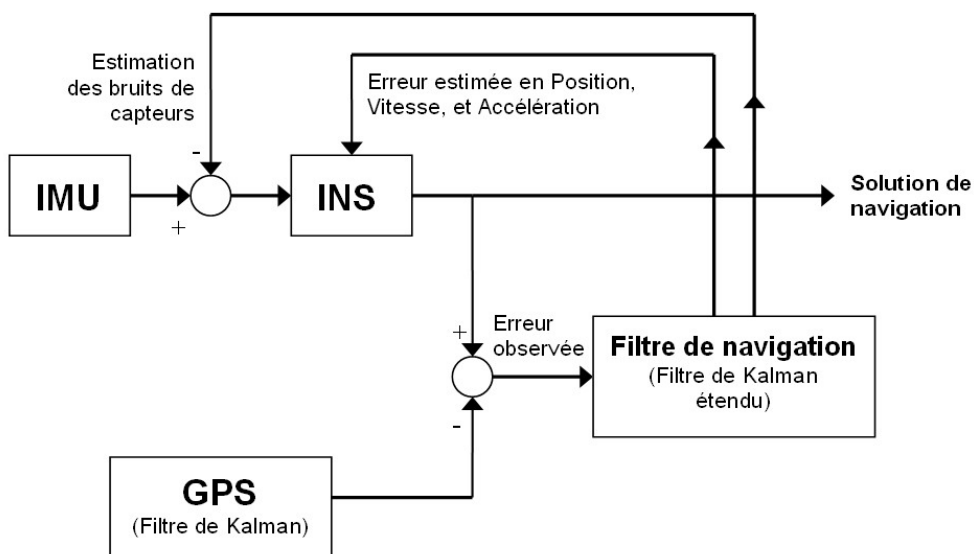 Estimation
des bruits de
capteurs
Erreur estimée en Position,
Vitesse, et Accélération
-
IMU
+
INS
Solution de
navigation
+
Erreur
observée
Filtre de navigation
(Filtre de Kalman
étendu)
-
GPS
(Filtre de Kalman)